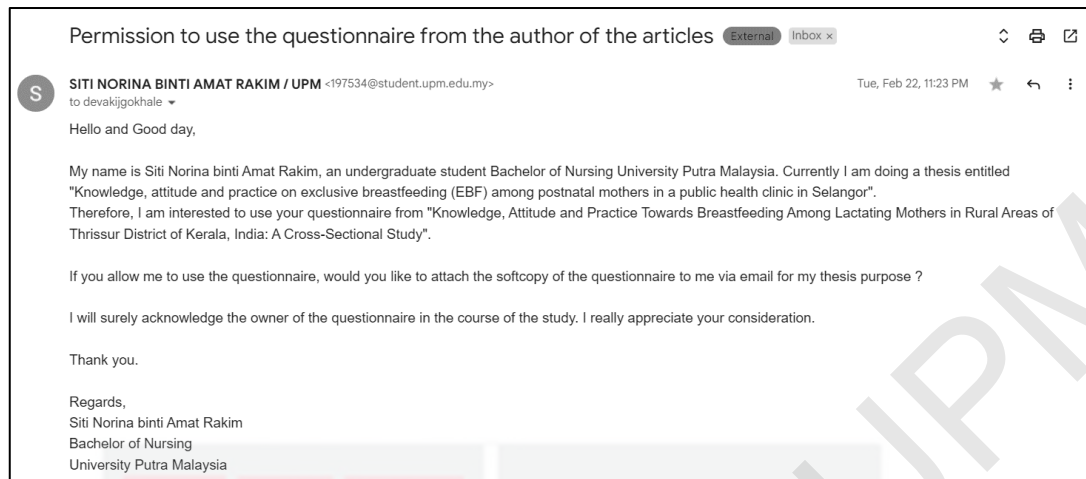 Permission to use the questionnaire from the author of the articles External Inbox ×
S
SITI NORINA BINTI AMAT RAKIM / UPM <197534@student.upm.edu.my> Tue, Feb 22, 11:23 PM
to devakijgokhale
Hello and Good day,
My name is Siti Norina binti Amat Rakim, an undergraduate student Bachelor of Nursing University Putra Malaysia. Currently I am doing a thesis entitled
"Knowledge, attitude and practice on exclusive breastfeeding (EBF) among postnatal mothers in a public health clinic in Selangor".
Therefore, I am interested to use your questionnaire from "Knowledge, Attitude and Practice Towards Breastfeeding Among Lactating Mothers in Rural Areas of
Thrissur District of Kerala, India: A Cross-Sectional Study".
If you allow me to use the questionnaire, would you like to attach the softcopy of the questionnaire to me via email for my thesis purpose ?
I will surely acknowledge the owner of the questionnaire in the course of the study. I really appreciate your consideration.
Thank you.
Regards,
Siti Norina binti Amat Rakim
Bachelor of Nursing
University Putra Malaysia
UPM